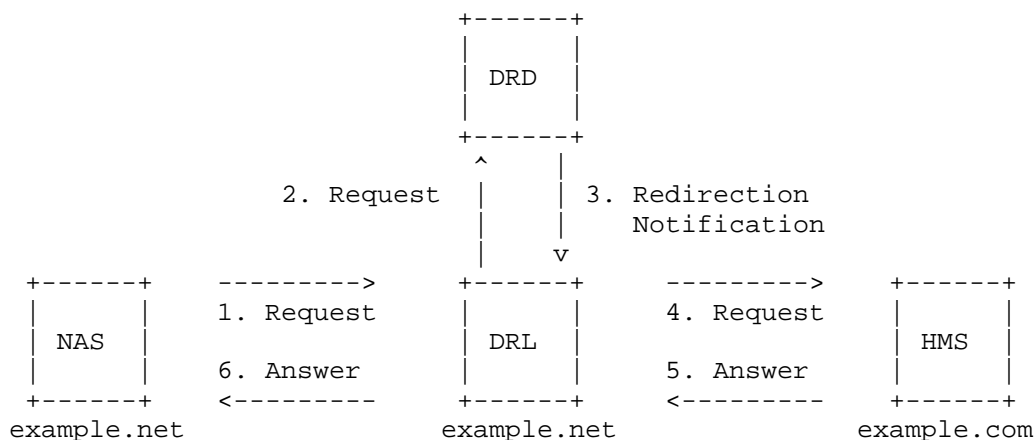 DRD
2. Request 3. Redirection
Notification
1. Request 4. Request
NAS DRL HMS
6. Answer 5. Answer
example.net example.net example.com